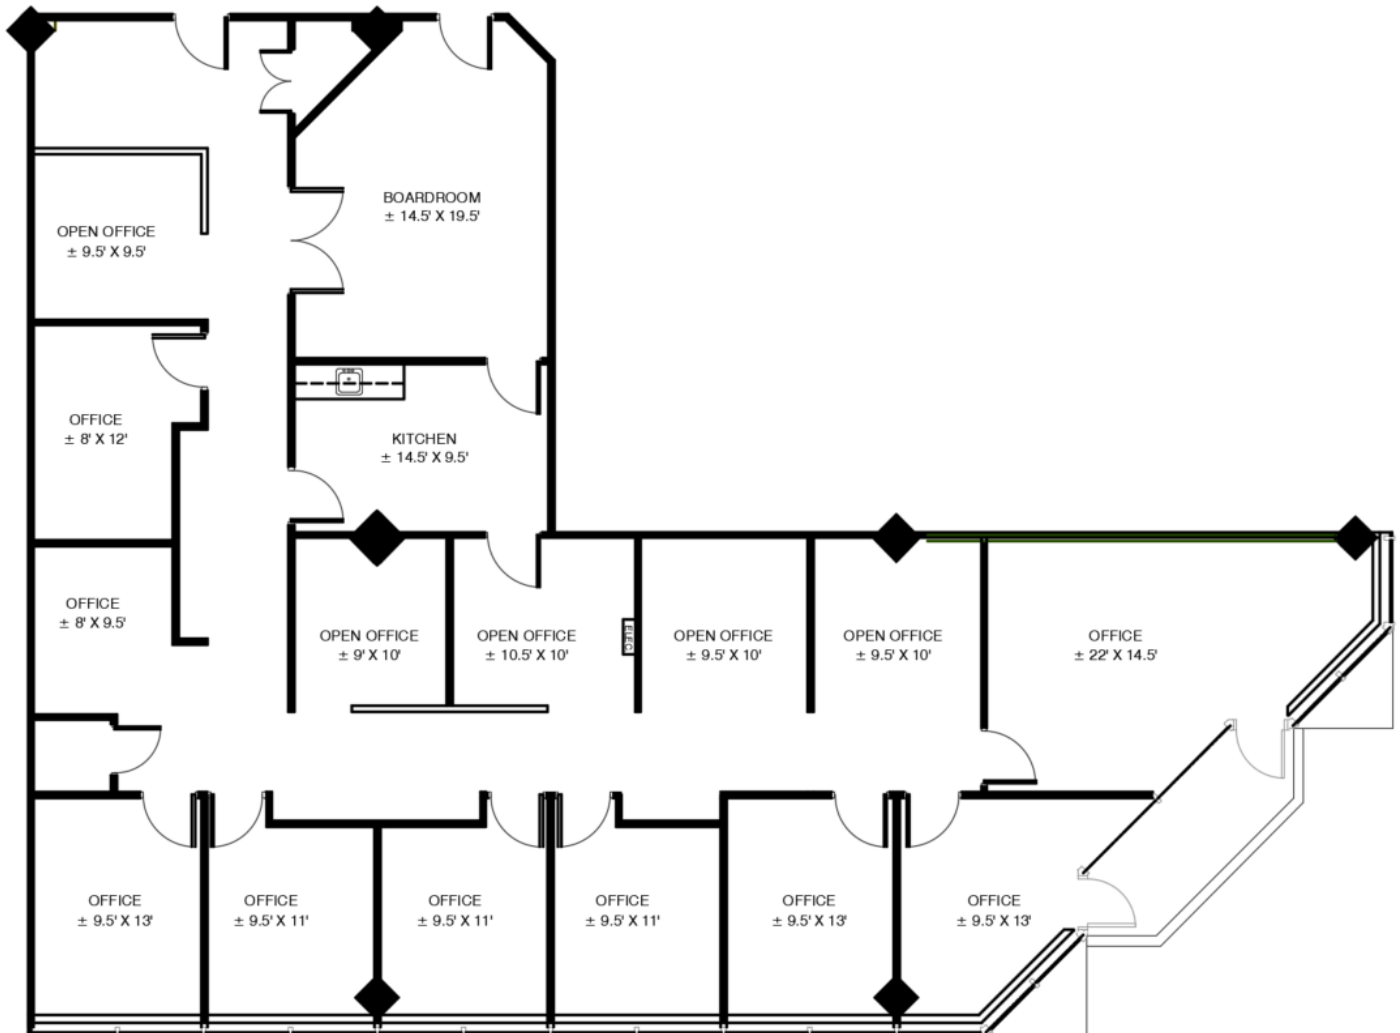 BOARDROOM
± 14.5' X 19.5'
OPEN OFFICE
± 9.5' X 9.5'
OFFICE
± 8' X 12'
KITCHEN
± 14.5' X 9.5'
OFFICE
± 8' X 9.5'
OPEN OFFICE
± 9' X 10'
OPEN OFFICE
± 10.5' X 10'
ELEC
OPEN OFFICE
± 9.5' X 10'
OPEN OFFICE
± 9.5' X 10'
OFFICE
± 22' X 14.5'
OFFICE
± 9.5' X 13'
OFFICE
± 9.5' X 11'
OFFICE
± 9.5' X 11'
OFFICE
± 9.5' X 11'
OFFICE
± 9.5' X 13'
OFFICE
± 9.5' X 13'